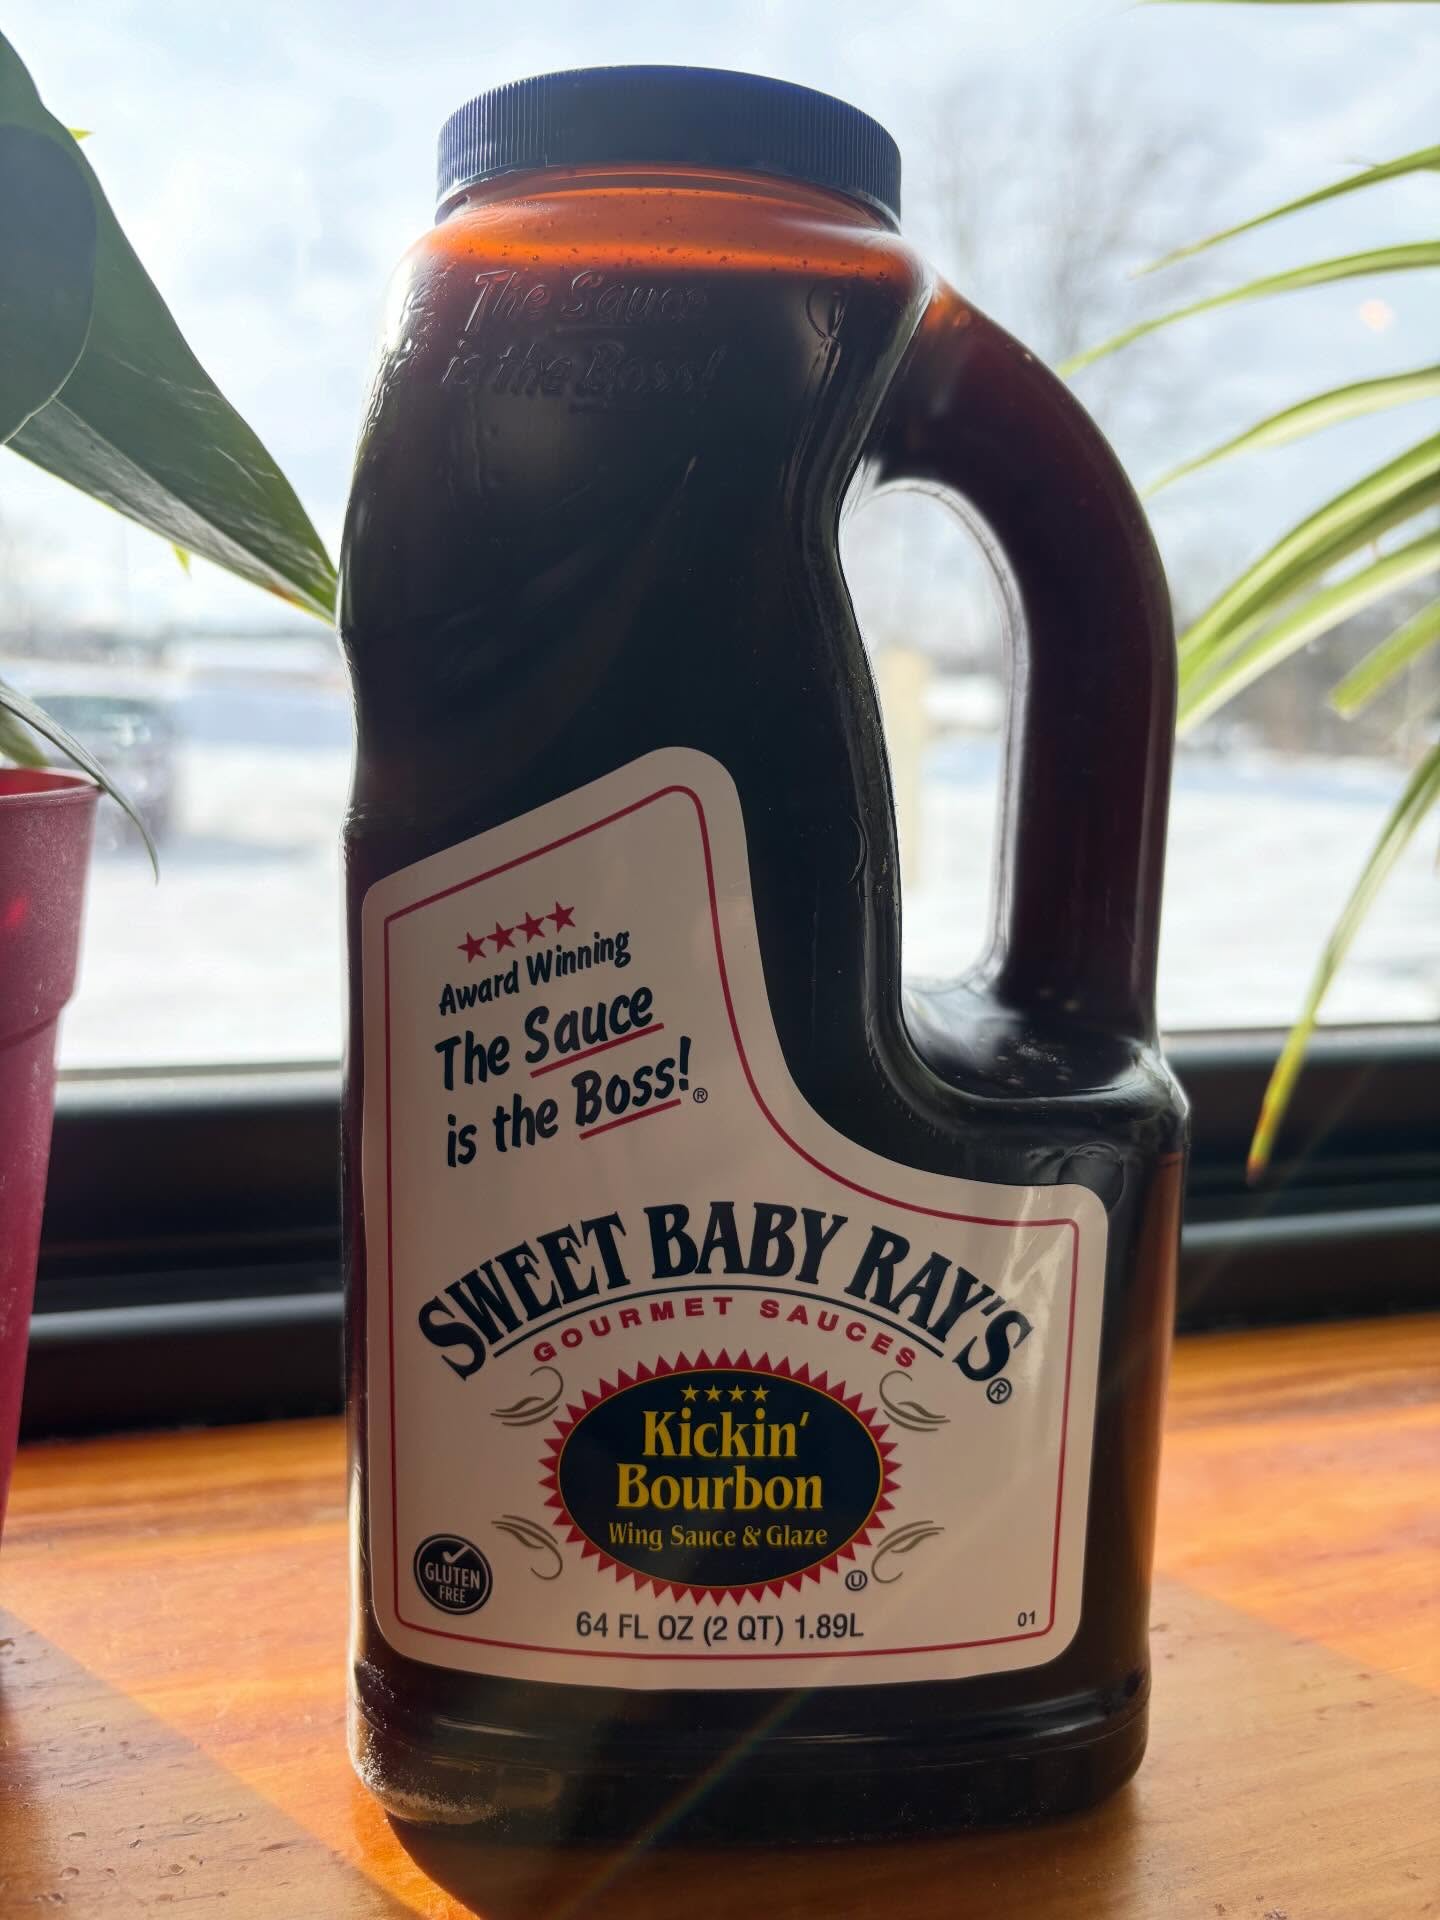 The Sauce
is the Boss!
Award Winning
The Sauce
is the Boss!®
SWEET BABY RAY'S®
GOURMET SAUCES
Kickin'
Bourbon
Wing Sauce & Glaze
GLUTEN
FREE
U
64 FL OZ (2 QT) 1.89L
01